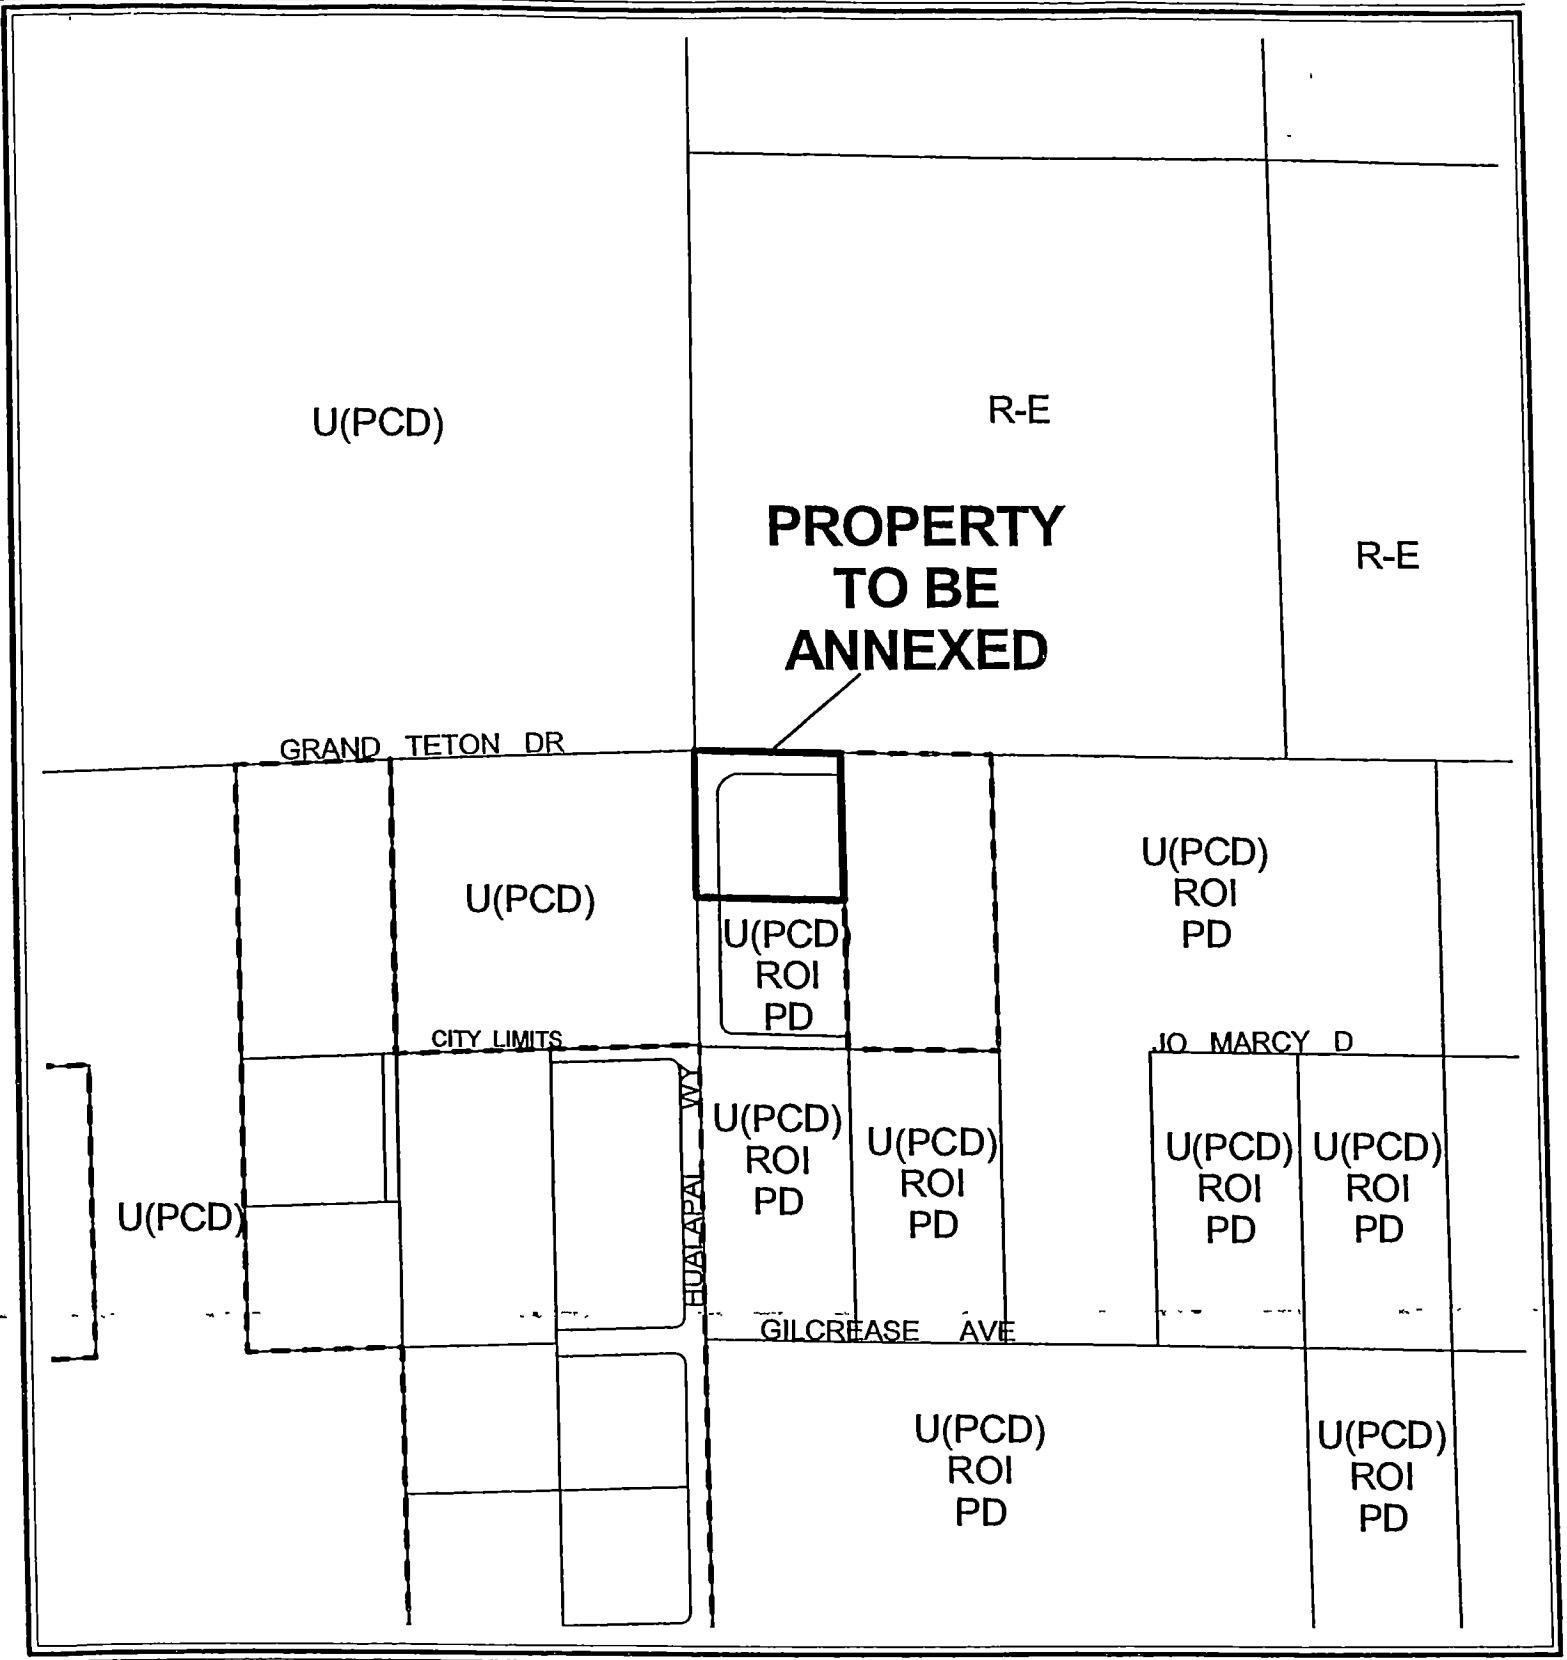 U(PCD)
R-E
PROPERTY
TO BE
ANNEXED
R-E
GRAND TETON DR
U(PCD)
U(PCD)
ROI
PD
U(PCD)
ROI
PD
CITY LIMITS
JO MARCY D
HUALAPAI WY
U(PCD)
ROI
PD
U(PCD)
ROI
PD
U(PCD)
ROI
PD
U(PCD)
ROI
PD
U(PCD)
GILCREASE AVE
U(PCD)
ROI
PD
U(PCD)
ROI
PD